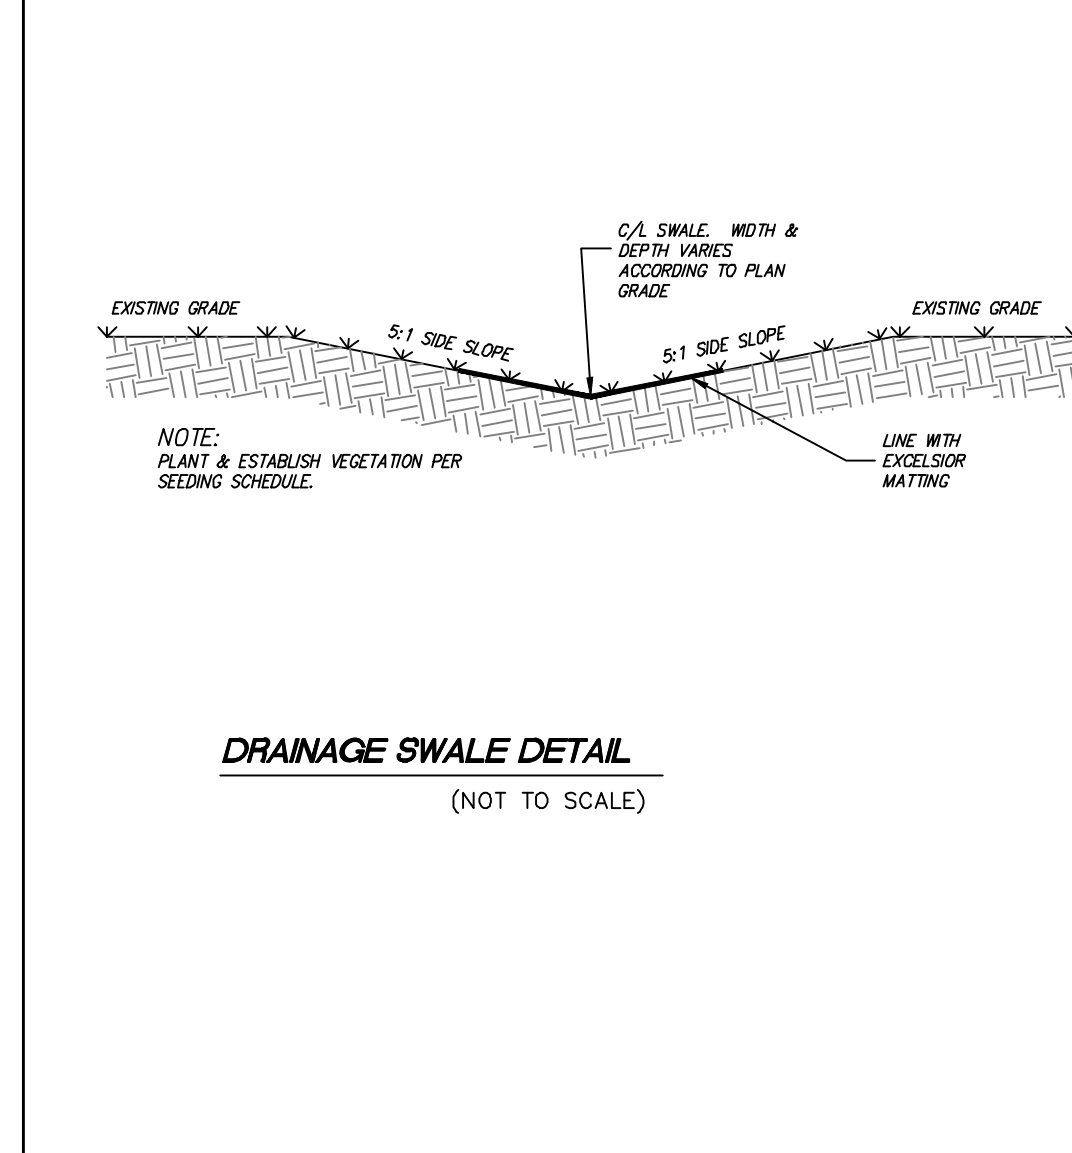 C/L SWALE. WIDTH &
DEPTH VARIES
ACCORDING TO PLAN
GRADE
EXISTING GRADE
5:1 SIDE SLOPE
5:1 SIDE SLOPE
EXISTING GRADE
NOTE:
PLANT & ESTABLISH VEGETATION PER
SEEDING SCHEDULE.
LINE WITH
EXCELSIOR
MATTING
DRAINAGE SWALE DETAIL
(NOT TO SCALE)